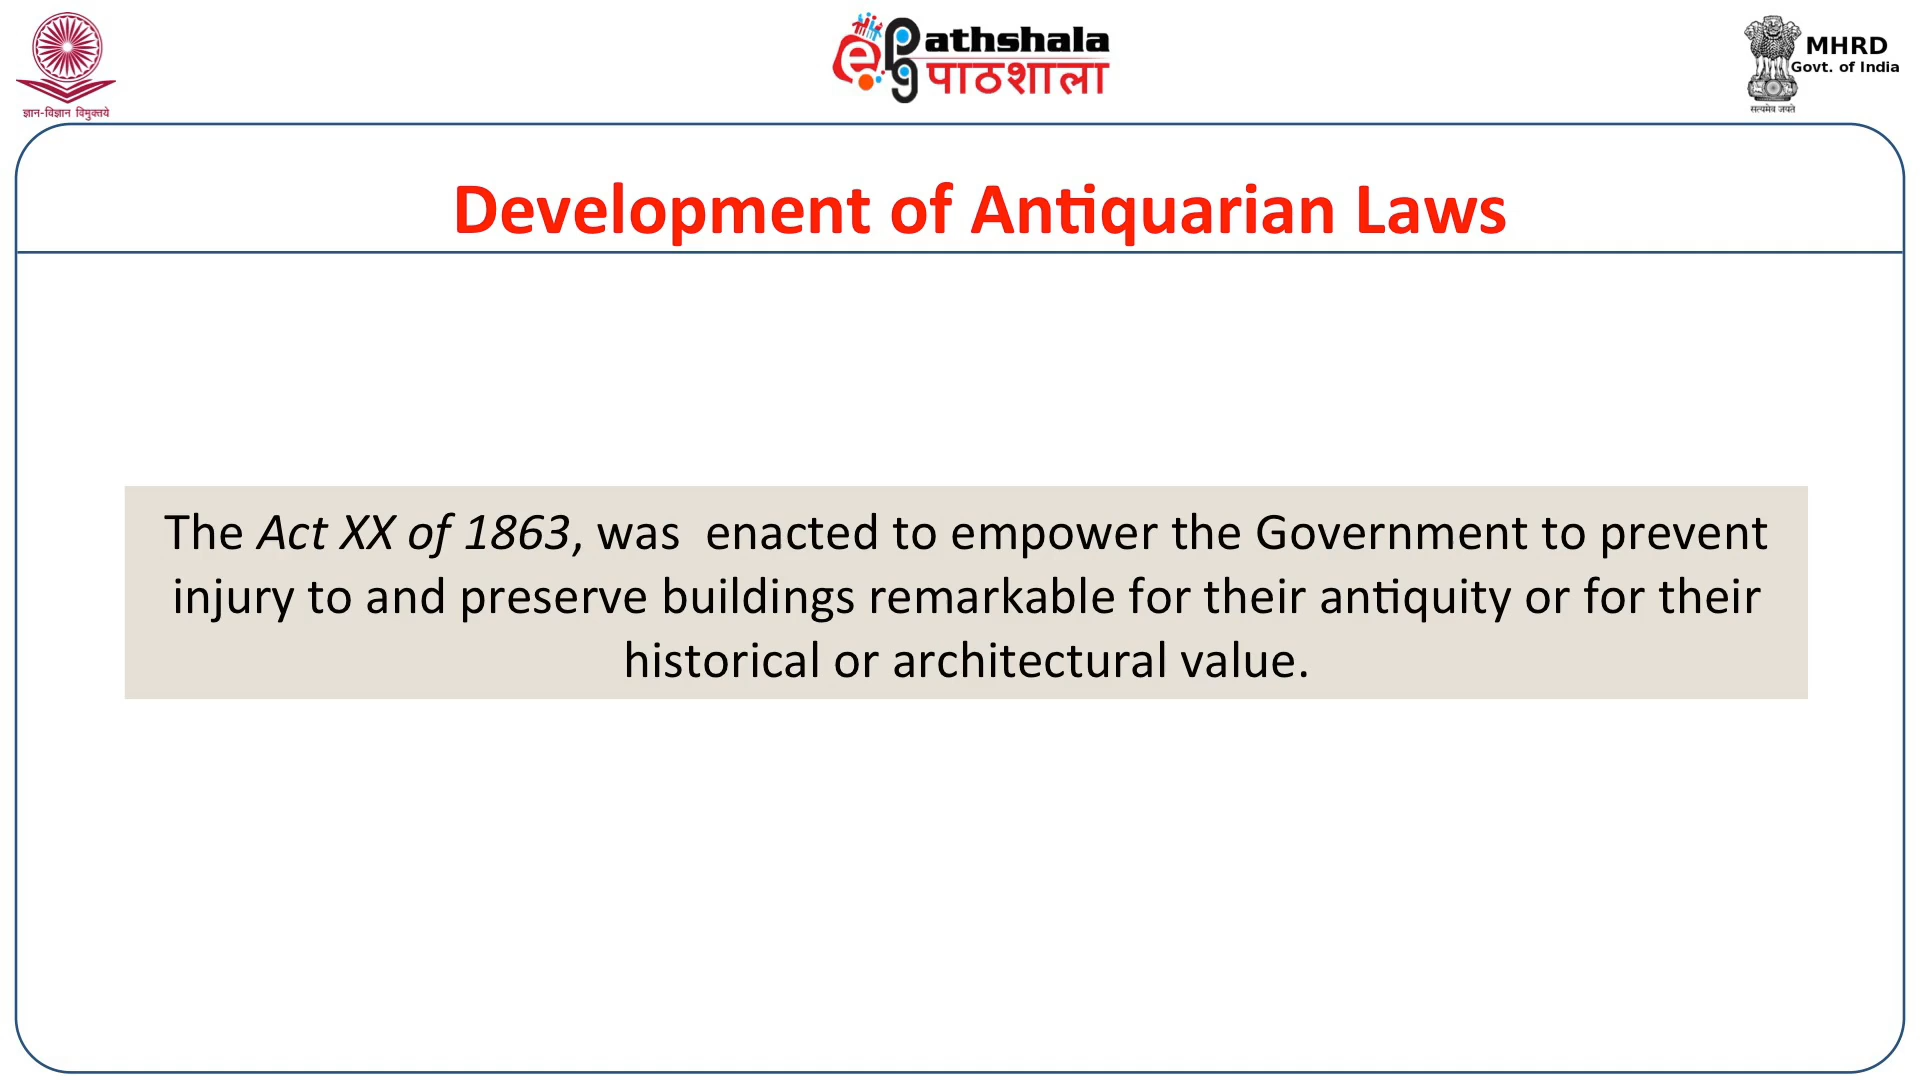 ज्ञान-विज्ञान विमुक्तये
e
pg
athshala
पाठशाला
MHRD
Govt. of India
सत्यमेव जयते
Development of Antiquarian Laws
The Act XX of 1863, was  enacted to empower the Government to prevent
injury to and preserve buildings remarkable for their antiquity or for their
historical or architectural value.